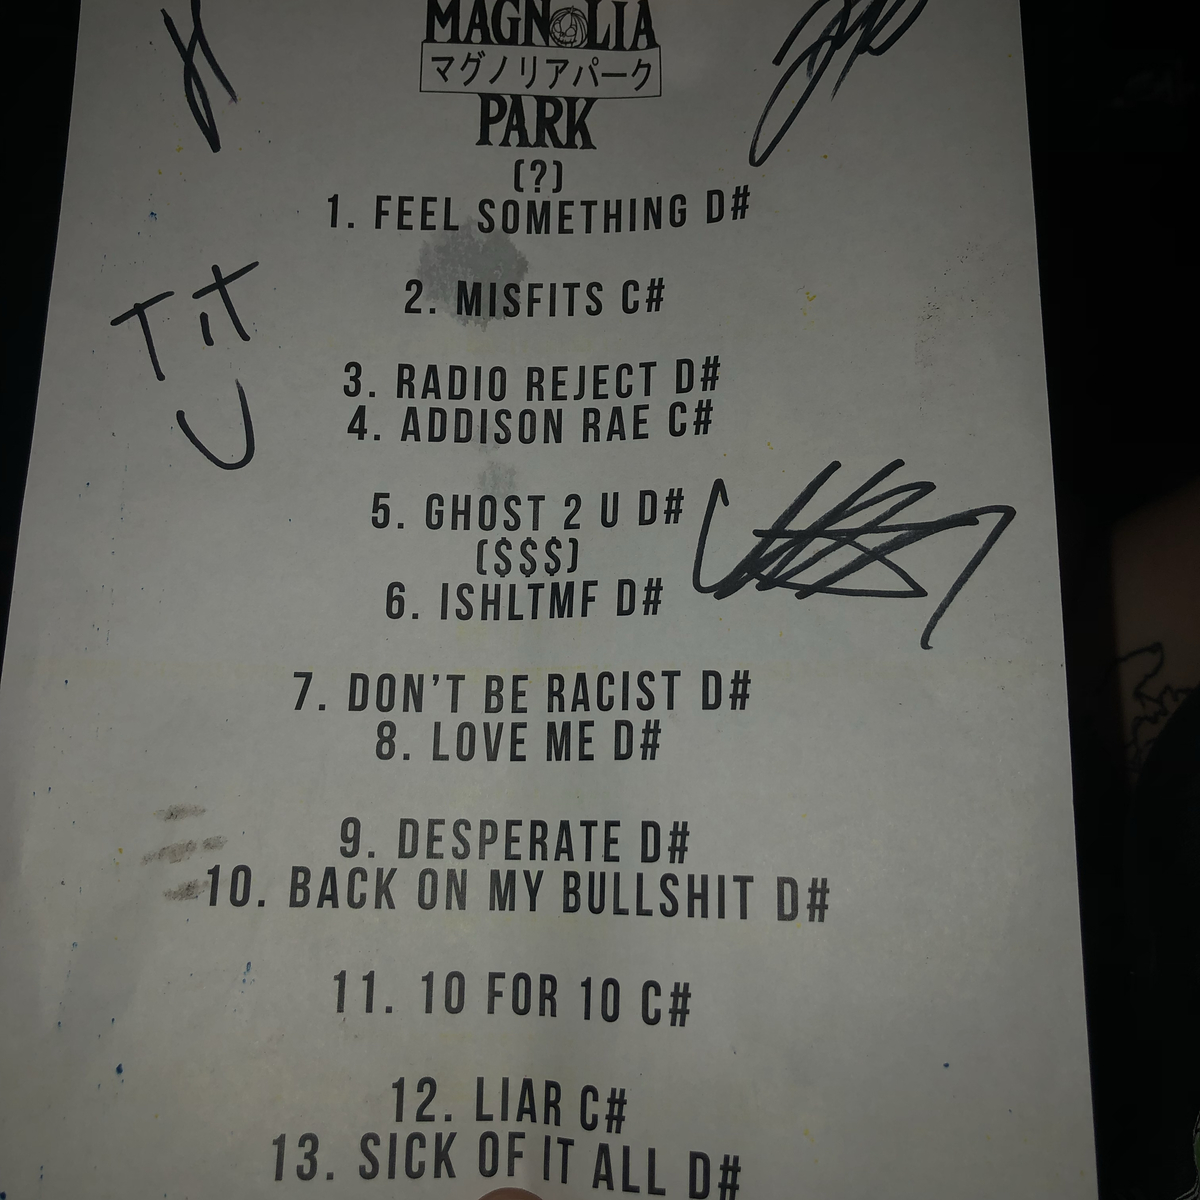 MAGNOLIA
マグノリアパーク
PARK
(?)
1. FEEL SOMETHING D#
2. MISFITS C#
3. RADIO REJECT D#
4. ADDISON RAE C#
5. GHOST 2 U D#
($$$)
6. ISHLTMF D#
7. DON'T BE RACIST D#
8. LOVE ME D#
9. DESPERATE D#
10. BACK ON MY BULLSHIT D#
11. 10 FOR 10 C#
12. LIAR C#
13. SICK OF IT ALL D#